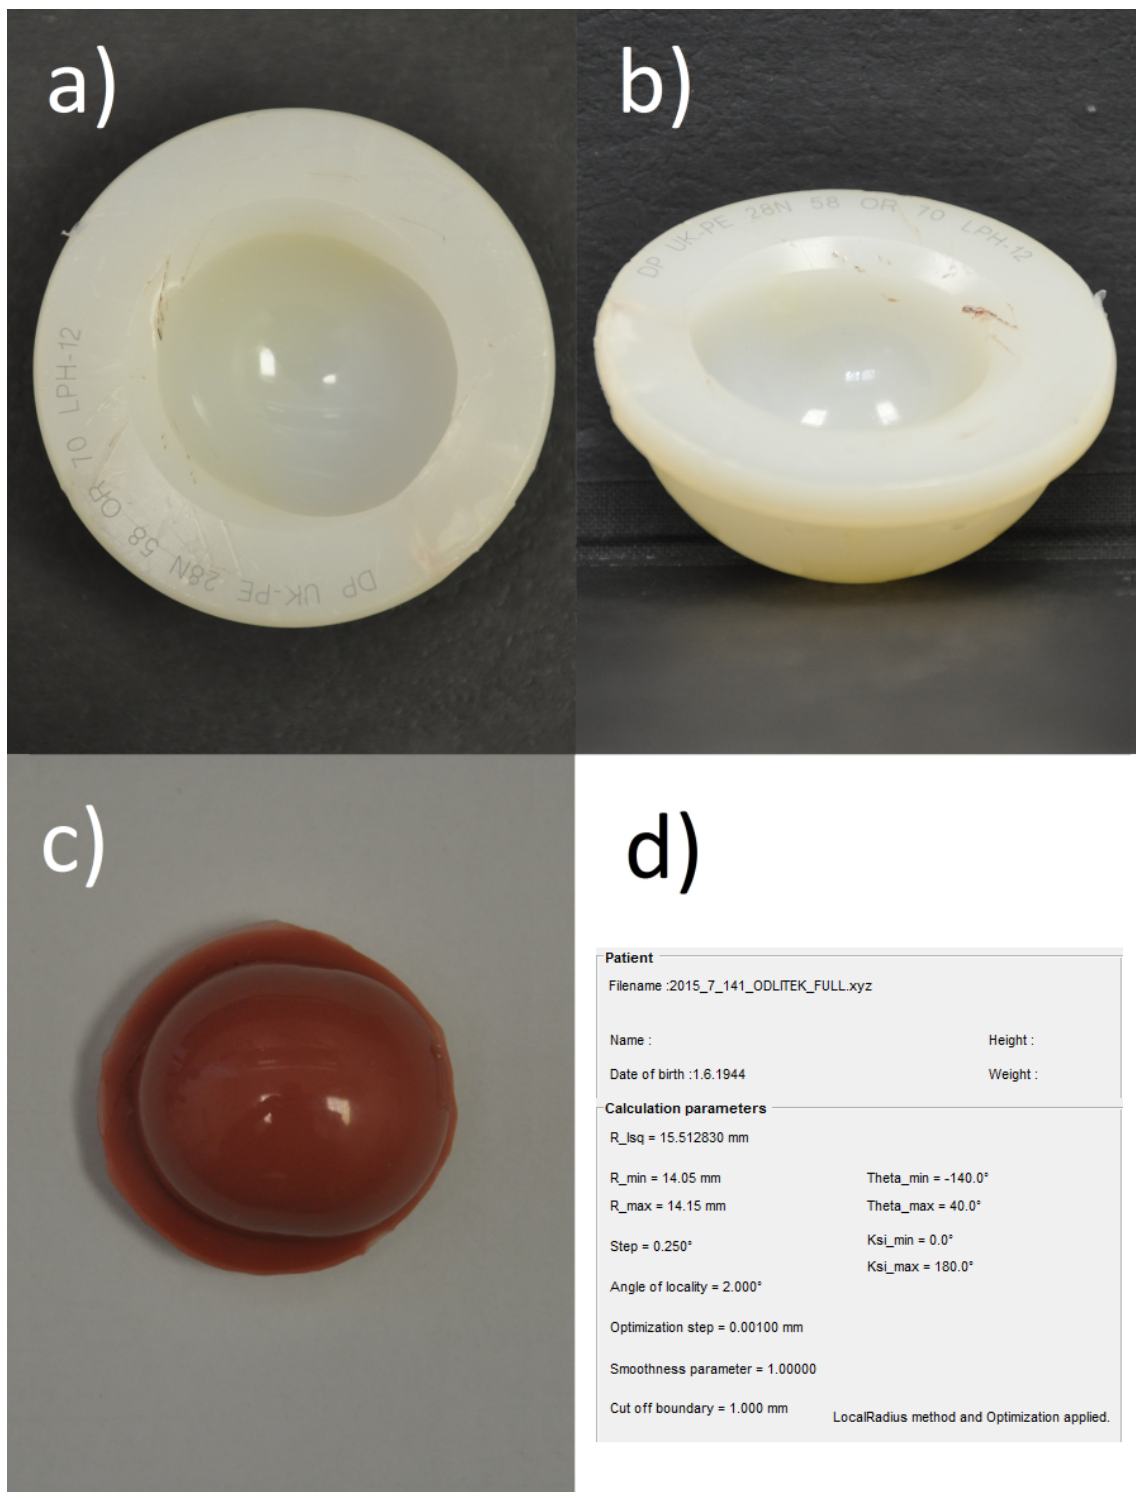 a)
70 LPH-12
DP UK-PE 28N 58 OR
b)
DP UK-PE 28N 58 OR 70 LPH-12
c)
d)
Patient
Filename :2015_7_141_ODLITEK_FULL.xyz
Name :
Height :
Date of birth :1.6.1944
Weight :
Calculation parameters
R_lsq = 15.512830 mm
R_min = 14.05 mm
Theta_min = -140.0°
R_max = 14.15 mm
Theta_max = 40.0°
Step = 0.250°
Ksi_min = 0.0°
Ksi_max = 180.0°
Angle of locality = 2.000°
Optimization step = 0.00100 mm
Smoothness parameter = 1.00000
Cut off boundary = 1.000 mm
LocalRadius method and Optimization applied.